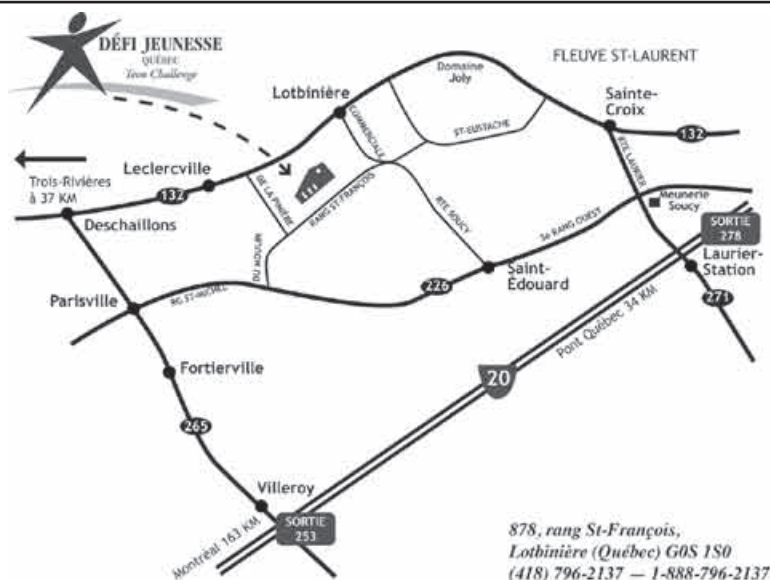 DÉFI JEUNESSE
QUÉBEC
Teen Challenge
FLEUVE ST-LAURENT
Domaine
Joly
Lotbinière
Sainte-
Croix
COMMERCIALE
ST-EUSTACHE
132
RTE LAURIER
Trois-Rivières
à 37 KM
Leclercville
132
DE LA PINIÈRE
RANG ST-FRANÇOIS
RTE SOUCY
Meunerie
Soucy
Deschaillons
3e RANG OUEST
SORTIE
278
DU MOULIN
Saint-
Édouard
Laurier-
Station
Parisville
RG ST-MICHEL
226
271
Pont Québec 34 KM
Fortierville
20
265
Villeroy
SORTIE
253
Montréal 163 KM
878, rang St-François,
Lotbinière (Québec) G0S 1S0
(418) 796-2137 — 1-888-796-2137